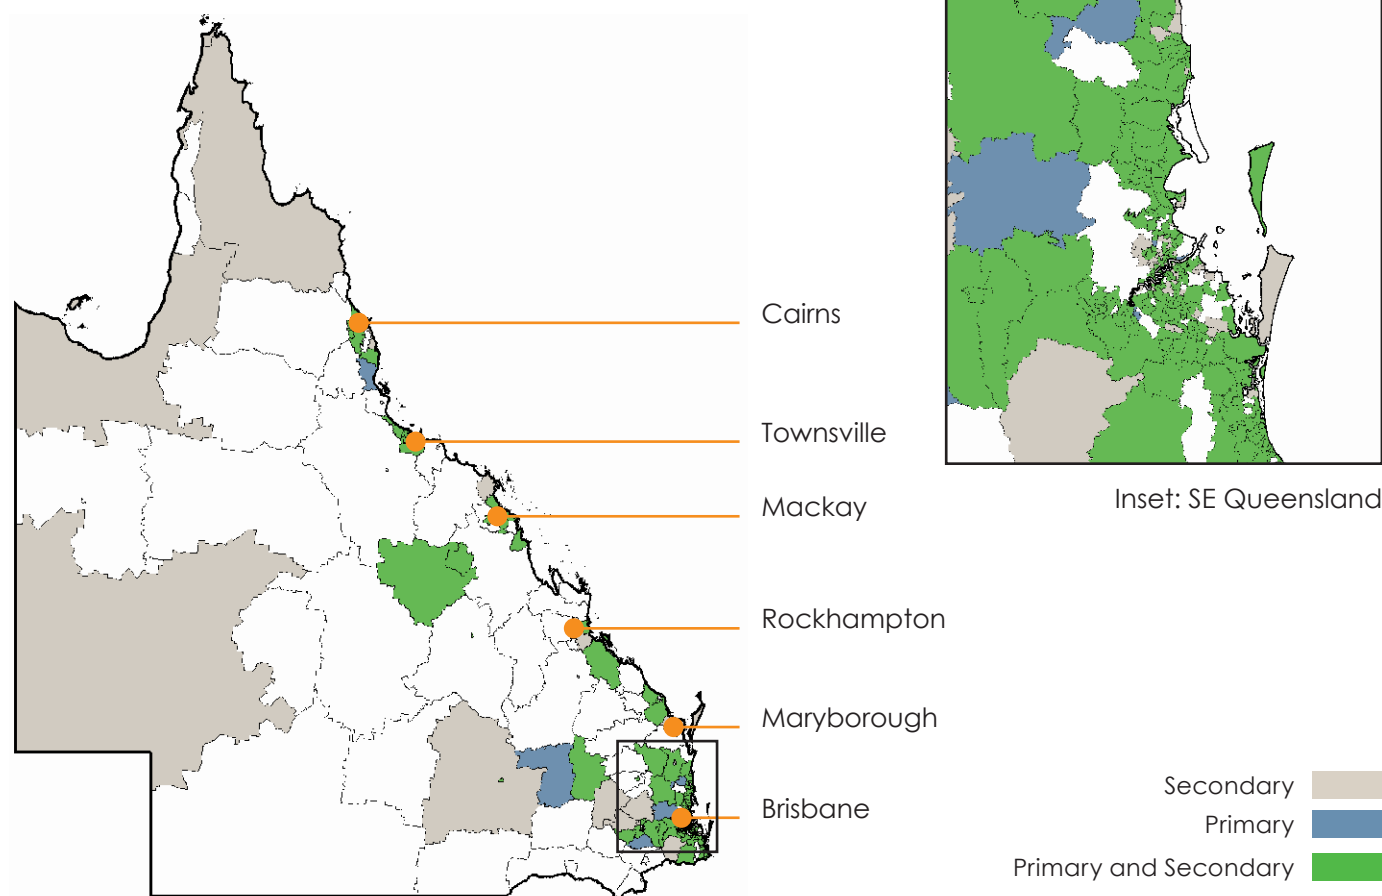 Cairns
Townsville
Mackay
Rockhampton
Maryborough
Brisbane
Inset: SE Queensland
Secondary
Primary
Primary and Secondary